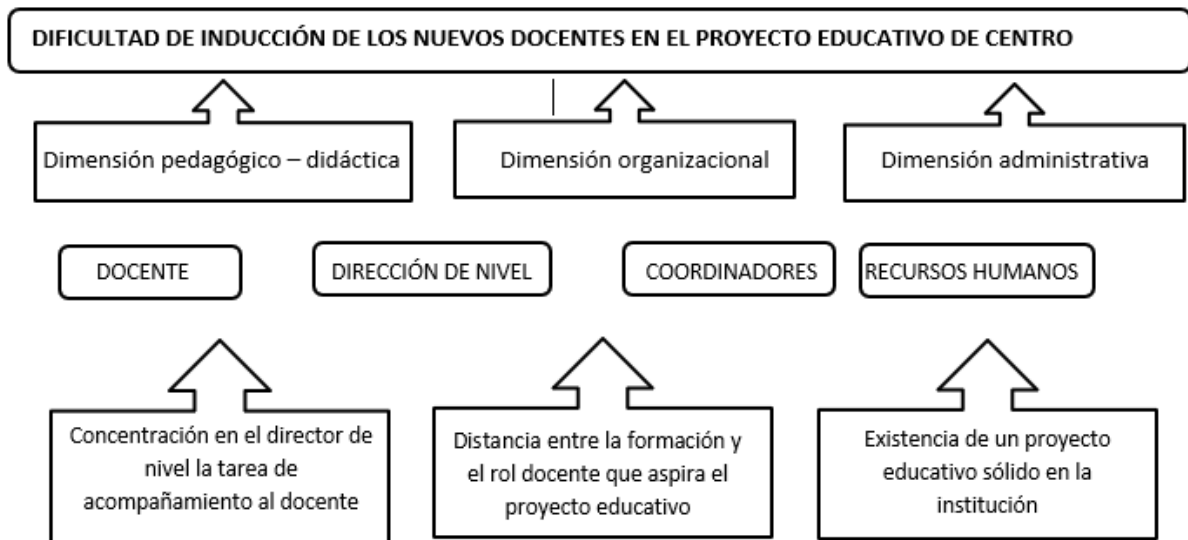 DIFICULTAD DE INDUCCIÓN DE LOS NUEVOS DOCENTES EN EL PROYECTO EDUCATIVO DE CENTRO
Dimensión pedagógico – didáctica
Dimensión organizacional
Dimensión administrativa
DOCENTE
DIRECCIÓN DE NIVEL
COORDINADORES
RECURSOS HUMANOS
Concentración en el director de
nivel la tarea de
acompañamiento al docente
Distancia entre la formación y
el rol docente que aspira el
proyecto educativo
Existencia de un proyecto
educativo sólido en la
institución